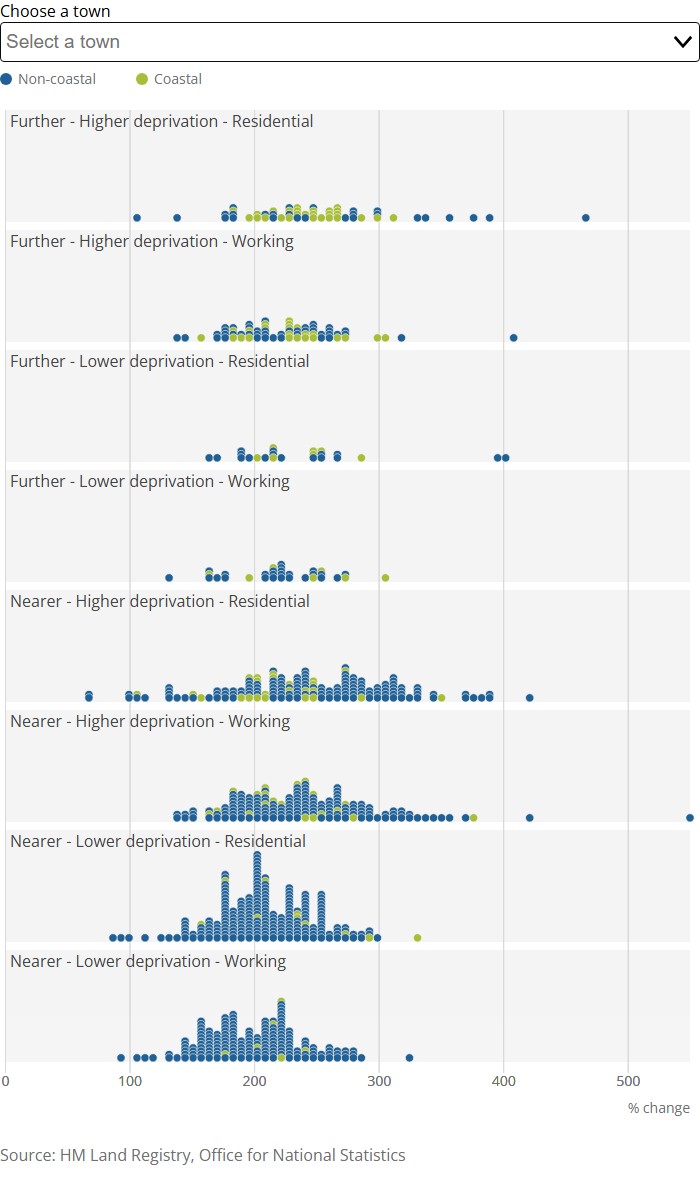 Choose a town
Select a town
Non-coastal Coastal
Further - Higher deprivation - Residential
Further - Higher deprivation - Working
Further - Lower deprivation - Residential
Further - Lower deprivation - Working
Nearer - Higher deprivation - Residential
Nearer - Higher deprivation - Working
Nearer - Lower deprivation - Residential
Nearer - Lower deprivation - Working
0 100 200 300 400 500
% change
Source: HM Land Registry, Office for National Statistics